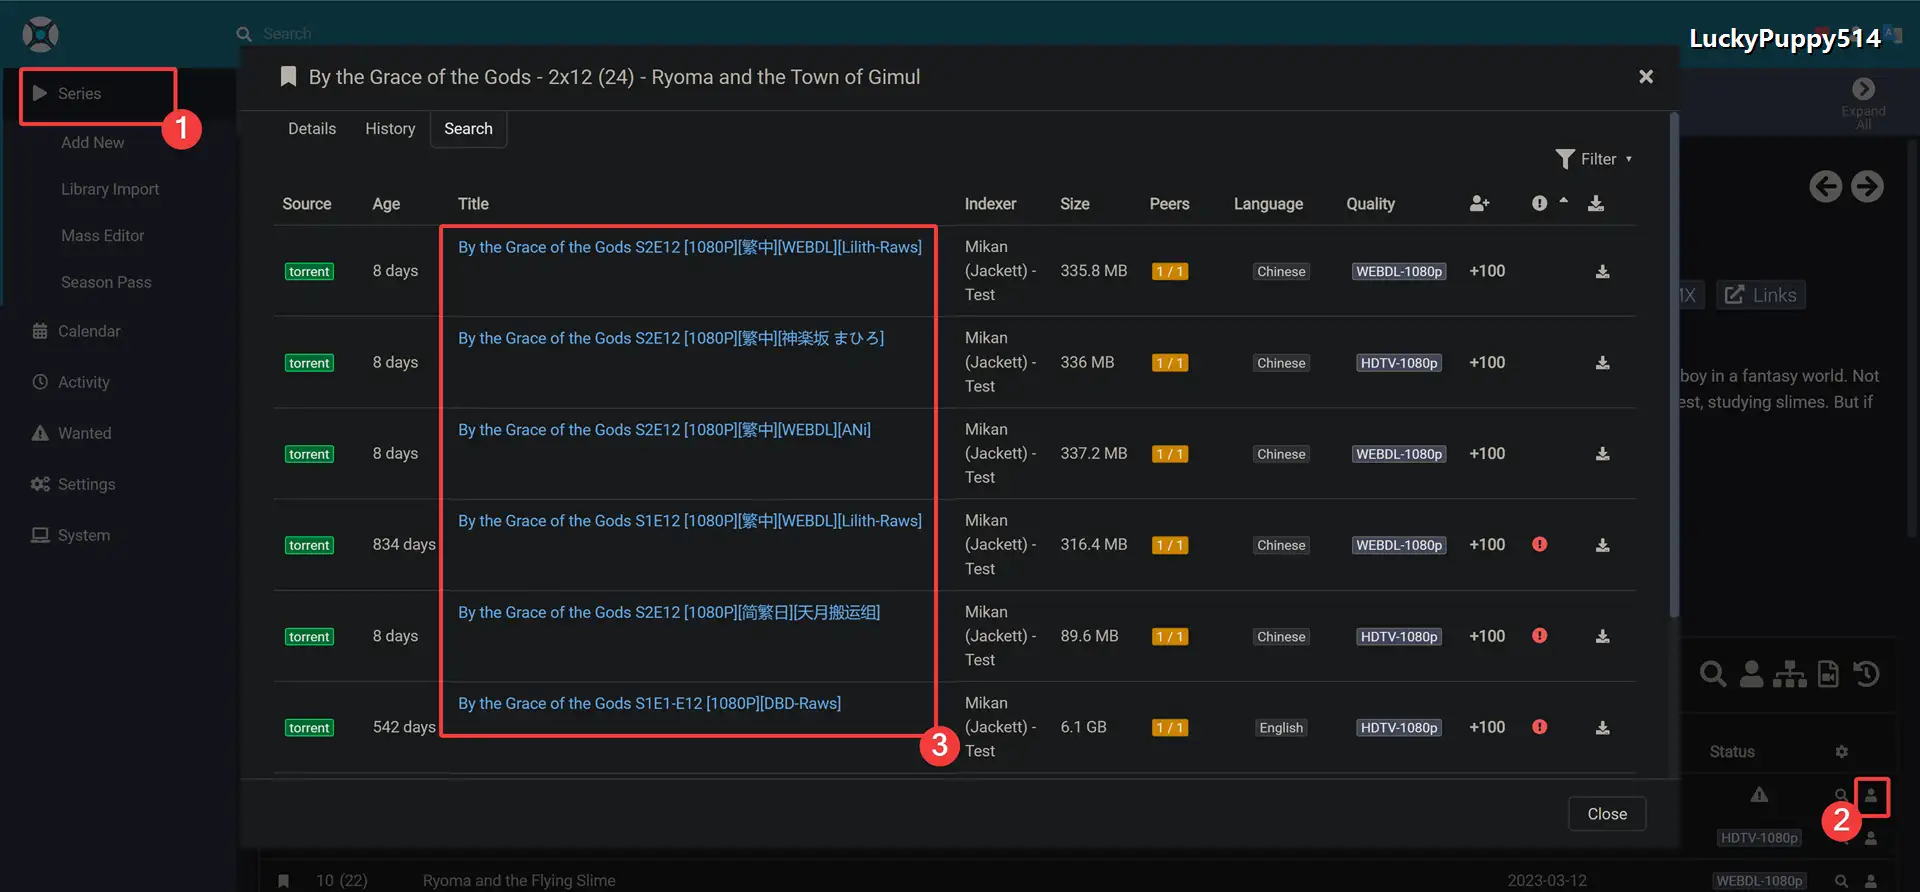 Search
LuckyPuppy514
Series
1
Add New
Library Import
Mass Editor
Season Pass
Calendar
Activity
Wanted
Settings
System
By the Grace of the Gods - 2x12 (24) - Ryoma and the Town of Gimul
Details History Search
Filter
Source Age Title Indexer Size Peers Language Quality
torrent 8 days By the Grace of the Gods S2E12 [1080P][繁中][WEBDL][Lilith-Raws] Mikan (Jackett) - Test 335.8 MB 1 / 1 Chinese WEBDL-1080p +100
torrent 8 days By the Grace of the Gods S2E12 [1080P][繁中][神楽坂 まひろ] Mikan (Jackett) - Test 336 MB 1 / 1 Chinese HDTV-1080p +100
torrent 8 days By the Grace of the Gods S2E12 [1080P][繁中][WEBDL][ANi] Mikan (Jackett) - Test 337.2 MB 1 / 1 Chinese WEBDL-1080p +100
torrent 834 days By the Grace of the Gods S1E12 [1080P][繁中][WEBDL][Lilith-Raws] Mikan (Jackett) - Test 316.4 MB 1 / 1 Chinese WEBDL-1080p +100
torrent 8 days By the Grace of the Gods S2E12 [1080P][简繁日][天月搬运组] Mikan (Jackett) - Test 89.6 MB 1 / 1 Chinese HDTV-1080p +100
torrent 542 days By the Grace of the Gods S1E1-E12 [1080P][DBD-Raws] Mikan (Jackett) - Test 6.1 GB 1 / 1 English HDTV-1080p +100
3
Close
Expand
All
Links
boy in a fantasy world. Not
est, studying slimes. But if
Status
2
HDTV-1080p
10 (22) Ryoma and the Flying Slime 2023-03-12 WEBDL-1080p